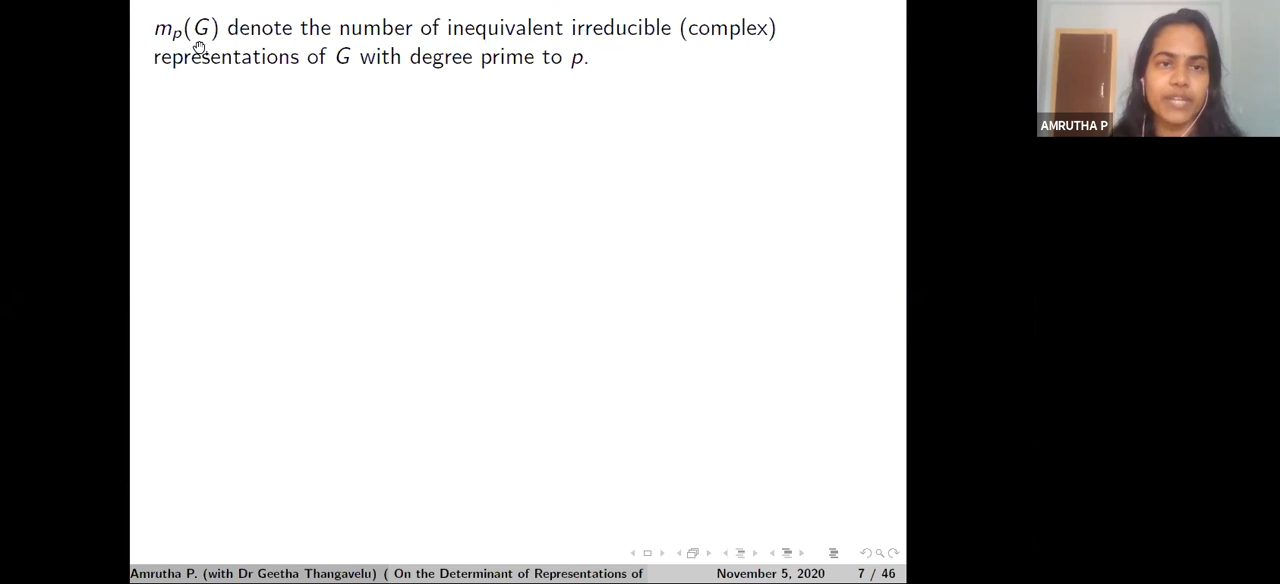 m_p(G) denote the number of inequivalent irreducible (complex)
representations of G with degree prime to p.
AMRUTHA P
Amrutha P. (with Dr Geetha Thangavelu) ( On the Determinant of Representations of
November 5, 2020
7 / 46